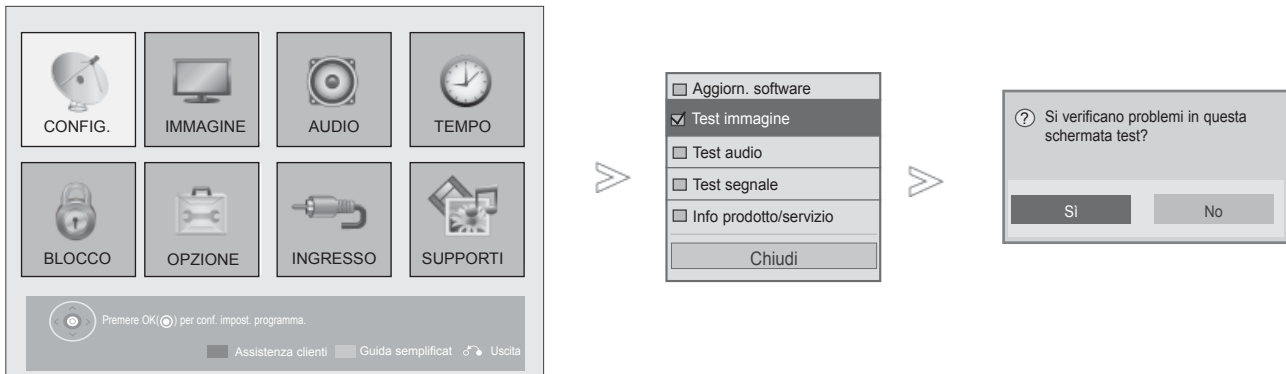 CONFIG.
IMMAGINE
AUDIO
TEMPO
BLOCCO
OPZIONE
INGRESSO
SUPPORTI
Premere OK( ) per conf. impost. programma.
Assistenza clienti
Guida semplificat
Uscita
Aggiorn. software
Test immagine
Test audio
Test segnale
Info prodotto/servizio
Chiudi
? Si verificano problemi in questa
schermata test?
Sì
No